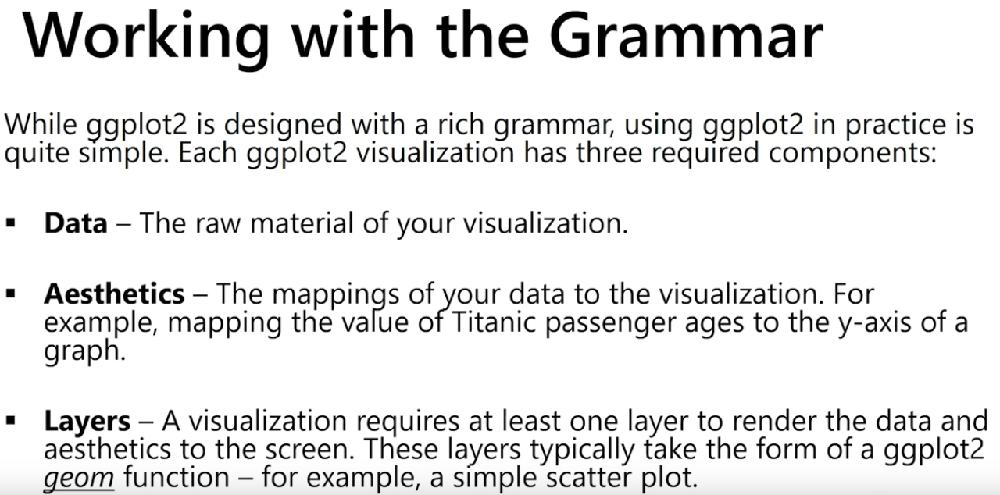 Working with the Grammar
While ggplot2 is designed with a rich grammar, using ggplot2 in practice is
quite simple. Each ggplot2 visualization has three required components:
▪ Data – The raw material of your visualization.
▪ Aesthetics – The mappings of your data to the visualization. For
example, mapping the value of Titanic passenger ages to the y-axis of a
graph.
▪ Layers – A visualization requires at least one layer to render the data and
aesthetics to the screen. These layers typically take the form of a ggplot2
geom function – for example, a simple scatter plot.